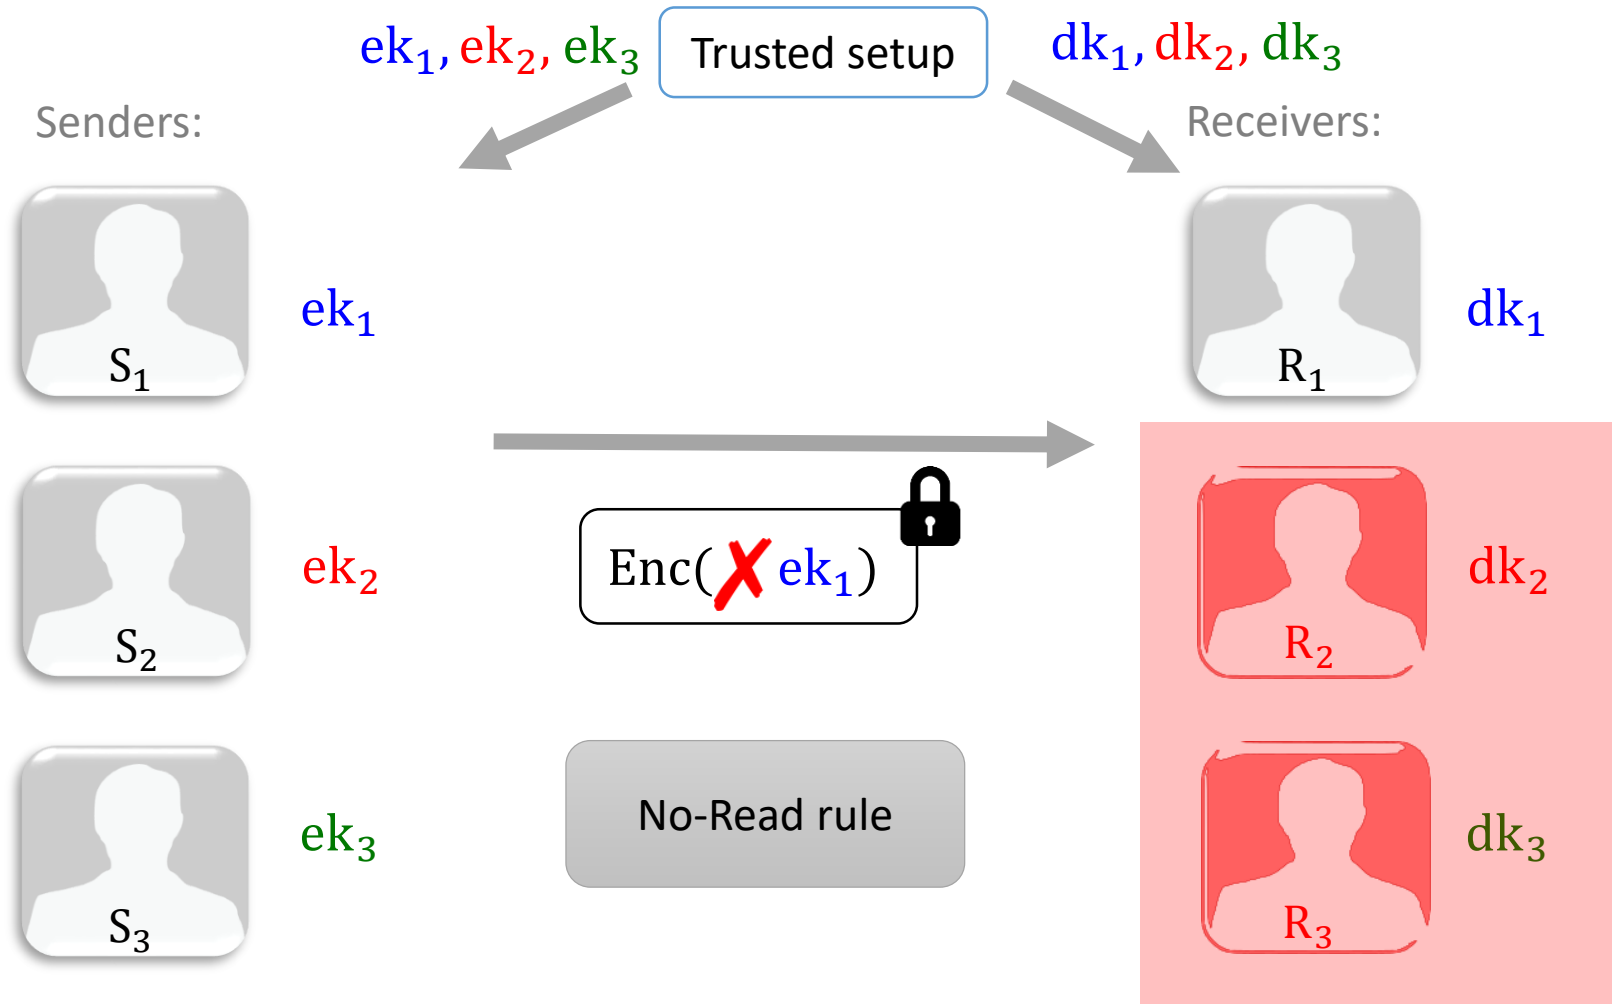 ek₁, ek₂, ek₃
Trusted setup
dk₁, dk₂, dk₃
Senders:
Receivers:
S₁
ek₁
R₁
dk₁
S₂
ek₂
Enc(✗ ek₁)
R₂
dk₂
S₃
ek₃
No-Read rule
R₃
dk₃